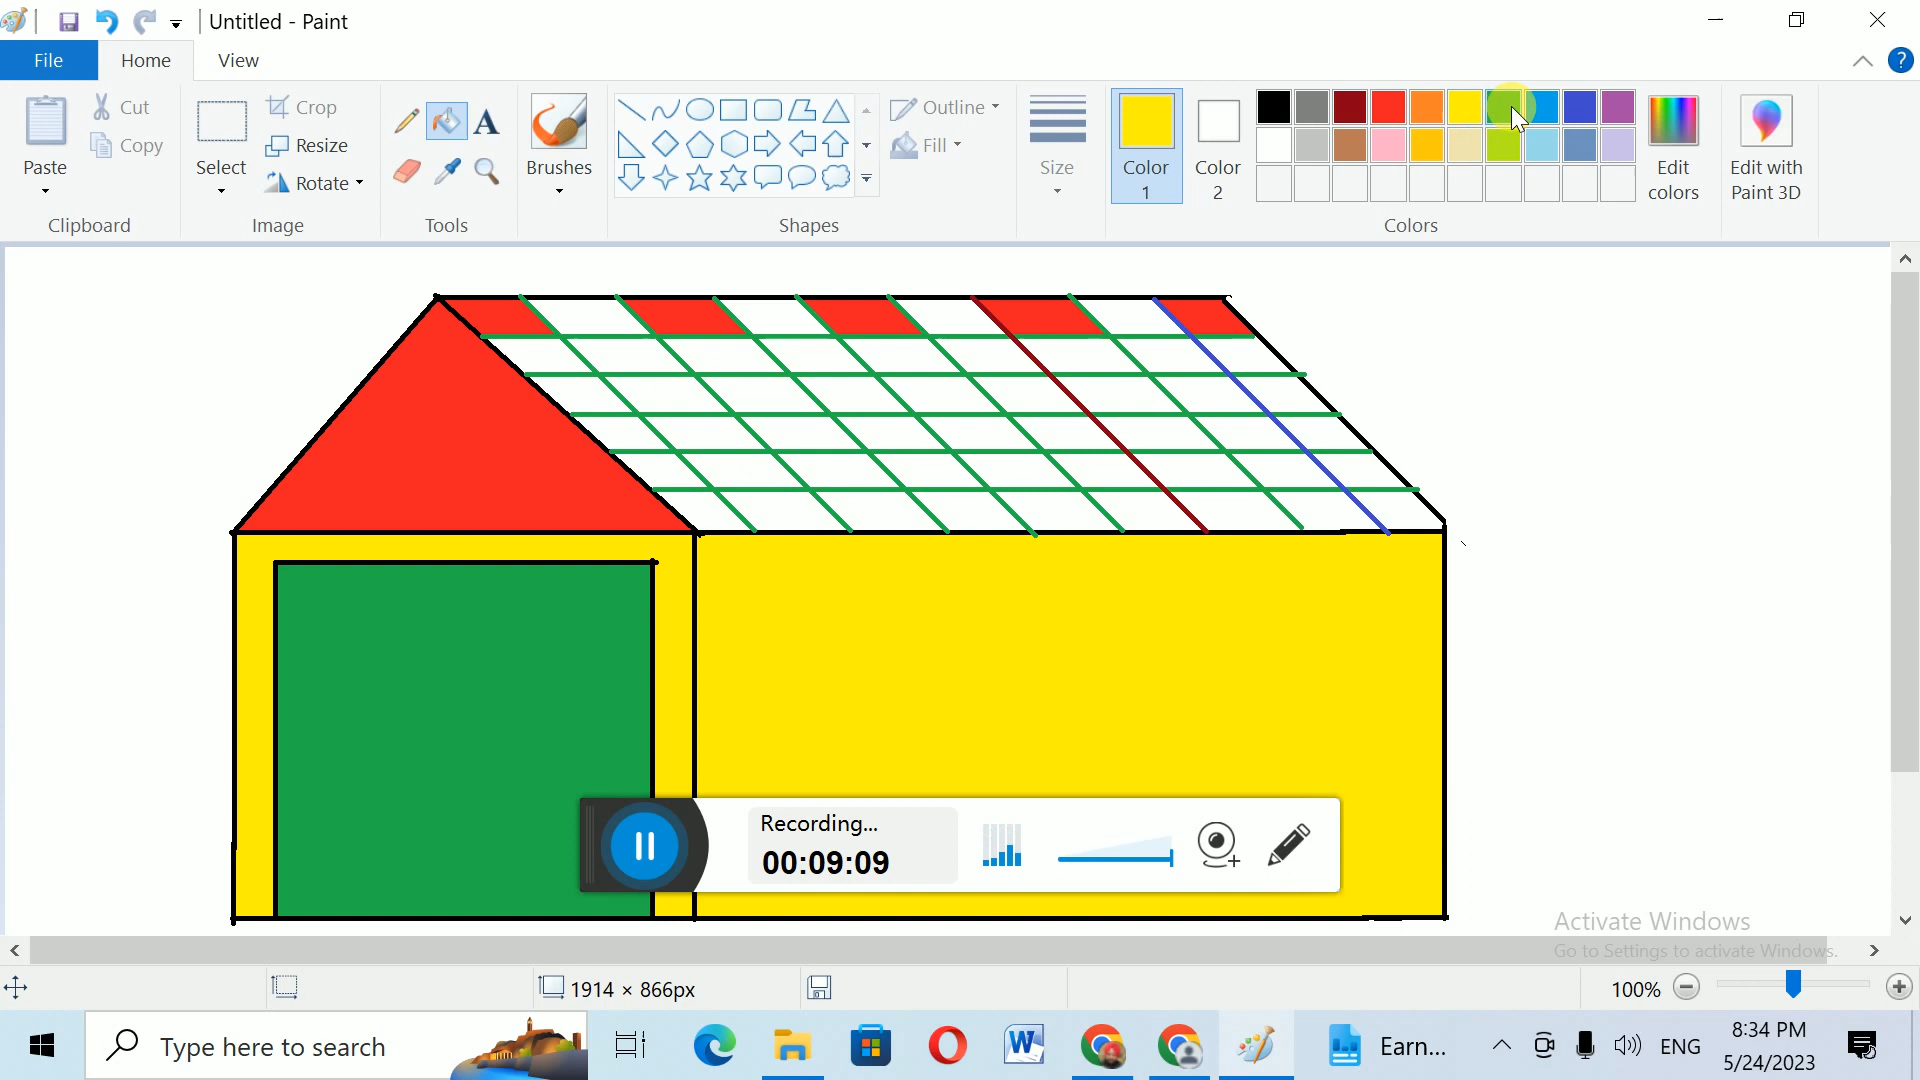 Untitled - Paint
File
Home
View
Paste
Cut
Copy
Clipboard
Select
Crop
Resize
Rotate
Image
A
Tools
Brushes
Outline
Fill
Shapes
Size
Color
1
Color
2
Edit
colors
Colors
Edit with
Paint 3D
?
Recording...
00:09:09
Activate Windows
Go to Settings to activate Windows.
1914 × 866px
100%
Type here to search
W
Earn...
ENG
8:34 PM
5/24/2023